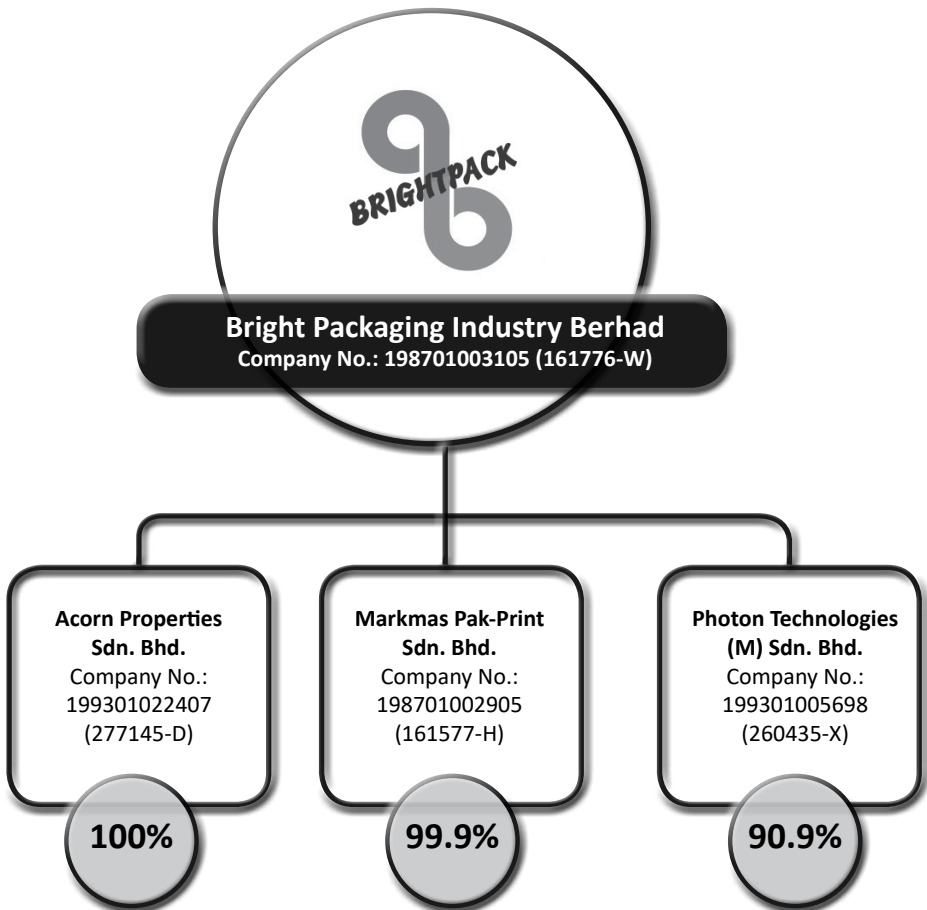 BRIGHTPACK
Bright Packaging Industry Berhad
Company No.: 198701003105 (161776-W)
Acorn Properties
Sdn. Bhd.
Company No.:
199301022407
(277145-D)
100%
Markmas Pak-Print
Sdn. Bhd.
Company No.:
198701002905
(161577-H)
99.9%
Photon Technologies
(M) Sdn. Bhd.
Company No.:
199301005698
(260435-X)
90.9%